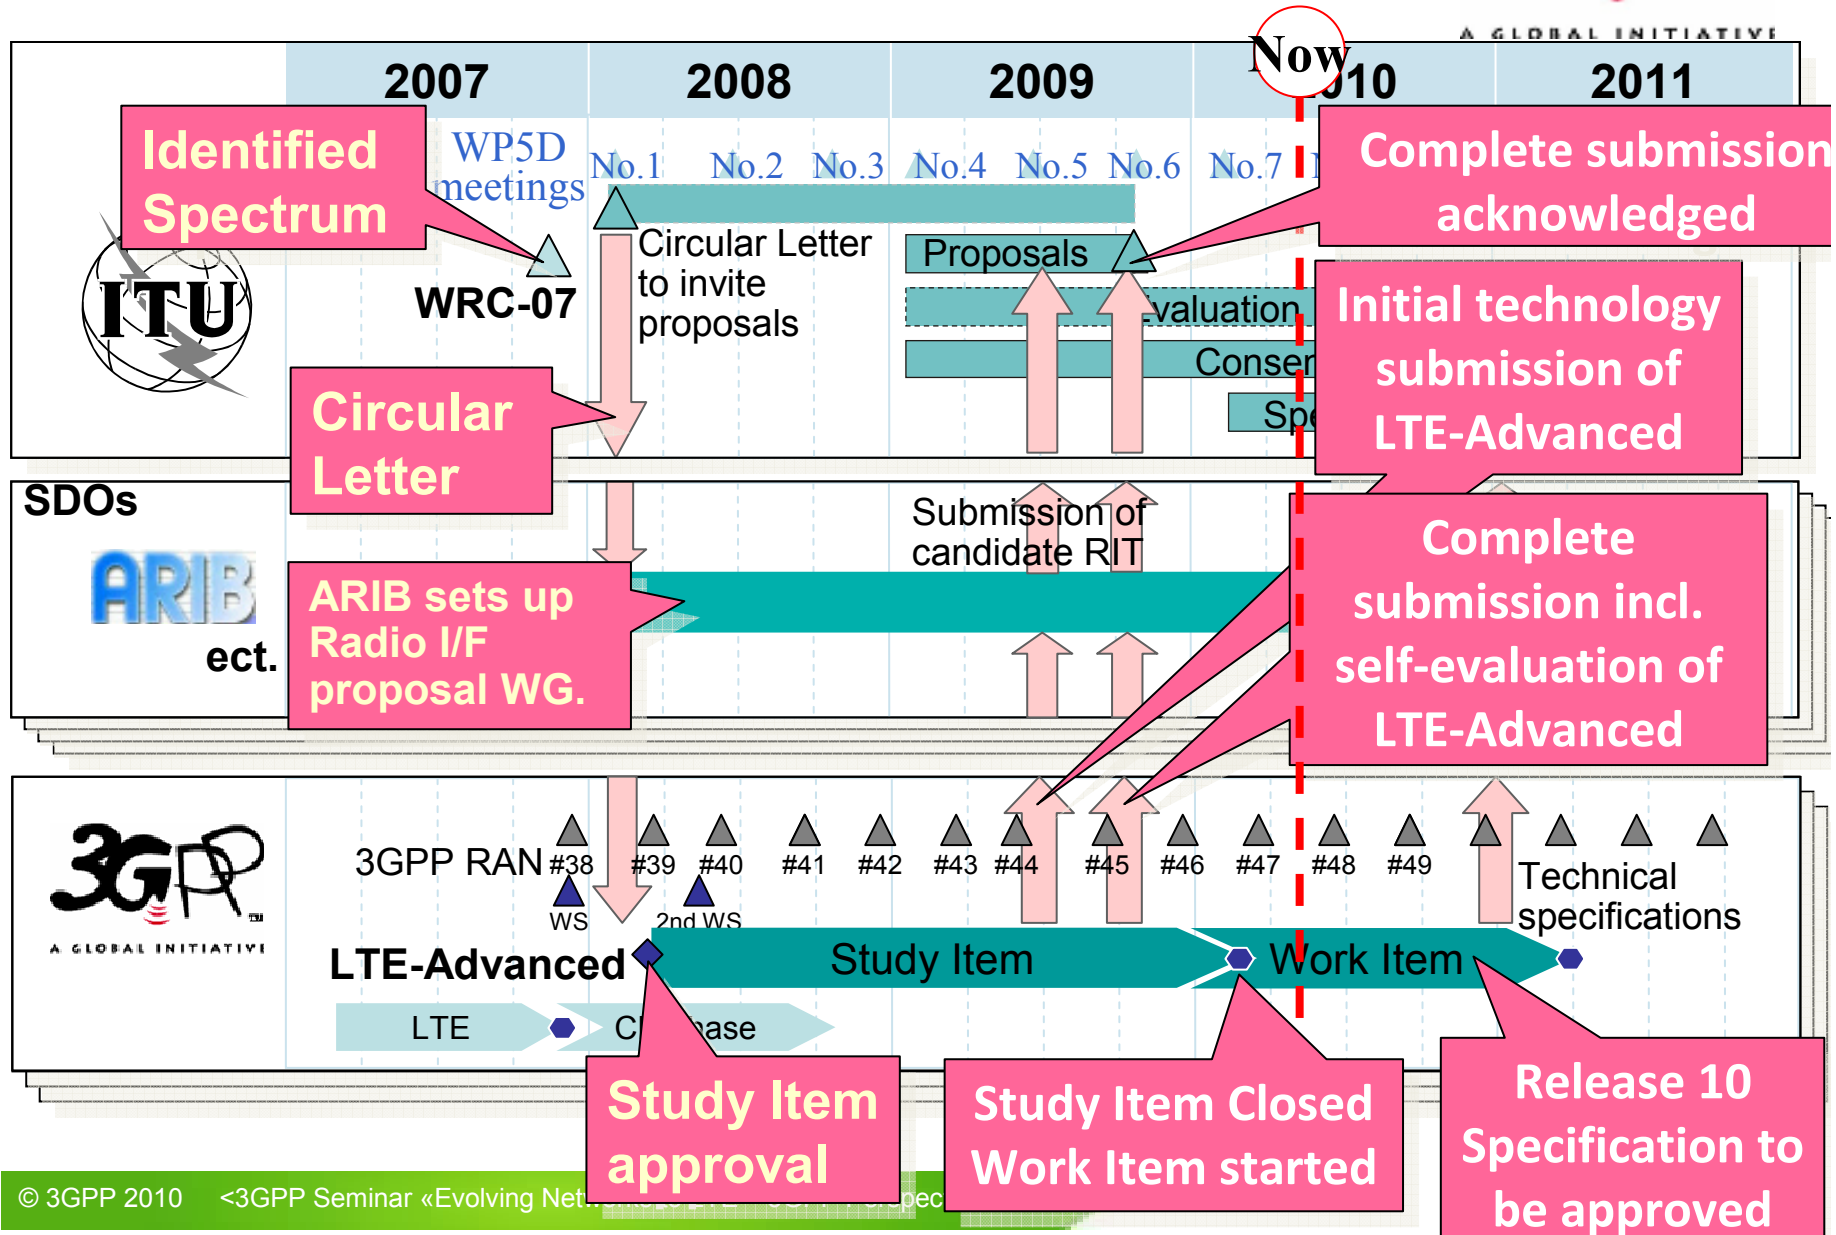 A GLOBAL INITIATIVE
Now
2007 2008 2009 2010 2011
Identified
Spectrum
WP5D
meetings
No.1 No.2 No.3 No.4 No.5 No.6 No.7
Complete submission
acknowledged
ITU
WRC-07
Circular Letter
to invite
proposals
Proposals
Evaluation
Initial technology
submission of
LTE-Advanced
Circular
Letter
SDOs
ARIB
ect.
ARIB sets up
Radio I/F
proposal WG.
Submission of
candidate RIT
Complete
submission incl.
self-evaluation of
LTE-Advanced
3GPP
TM
A GLOBAL INITIATIVE
3GPP RAN #38 #39 #40 #41 #42 #43 #44 #45 #46 #47 #48 #49
WS 2nd WS
Technical
specifications
LTE-Advanced Study Item Work Item
LTE
Study Item
approval
Study Item Closed
Work Item started
Release 10
Specification to
be approved
© 3GPP 2010 <3GPP Seminar «Evolving